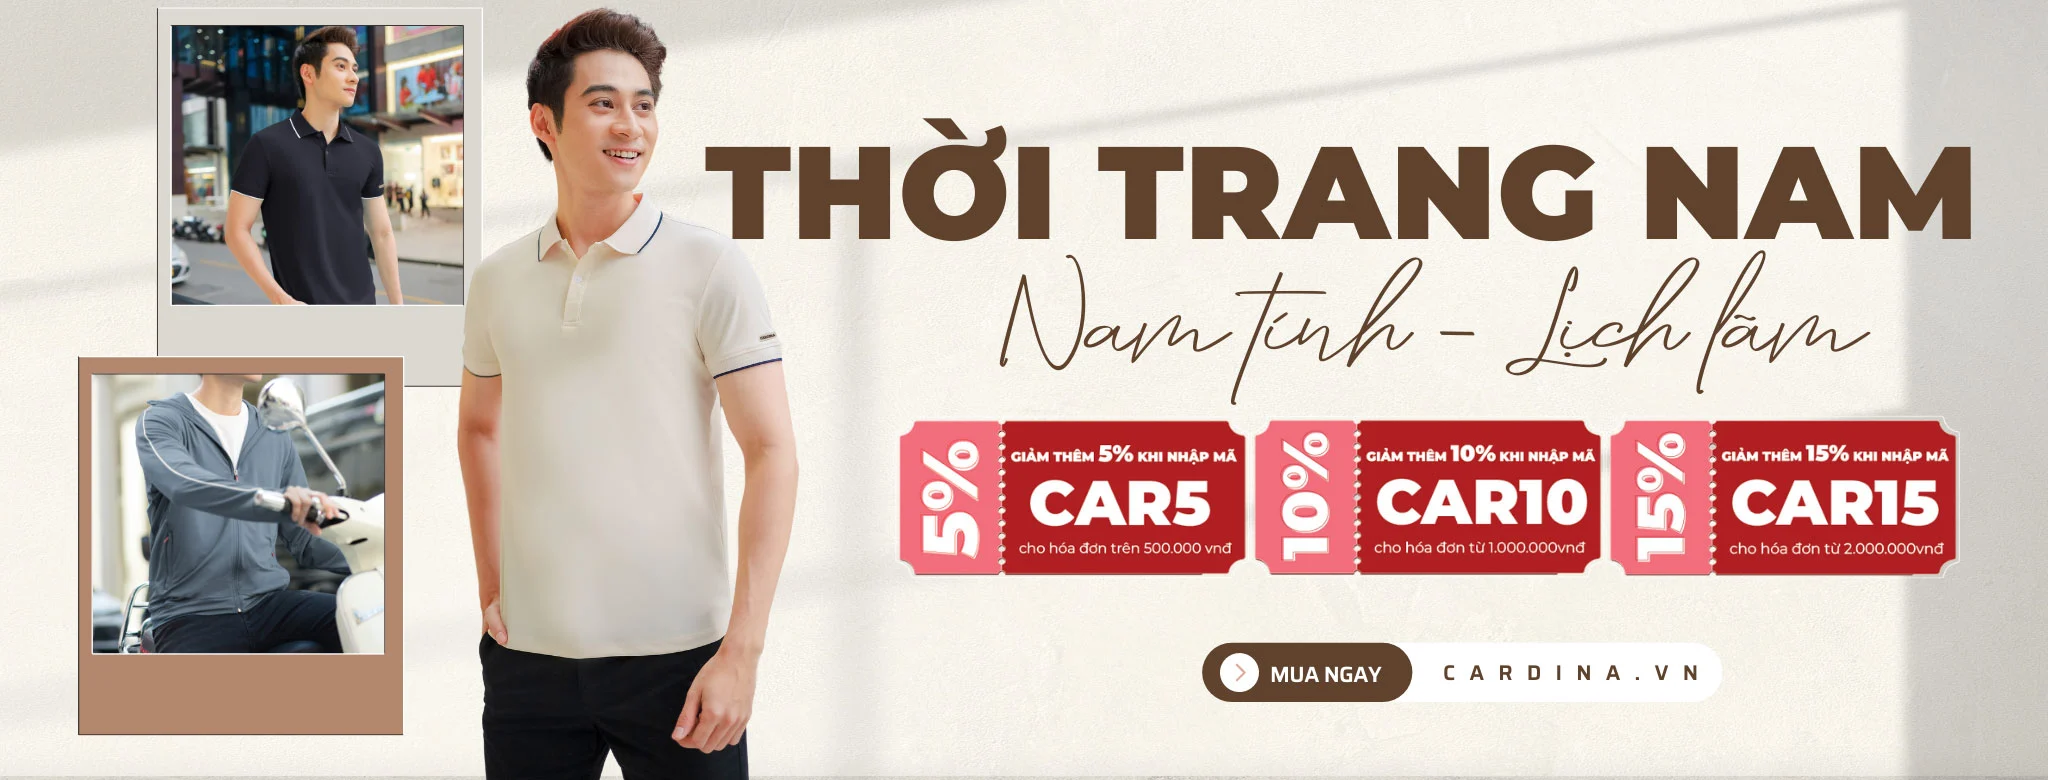 THỜI TRANG NAM
Nam tính - Lịch lãm
5%
GIẢM THÊM 5% KHI NHẬP MÃ
CAR5
cho hóa đơn trên 500.000 vnđ
10%
GIẢM THÊM 10% KHI NHẬP MÃ
CAR10
cho hóa đơn từ 1.000.000vnđ
15%
GIẢM THÊM 15% KHI NHẬP MÃ
CAR15
cho hóa đơn từ 2.000.000vnđ
MUA NGAY
CARDINA.VN